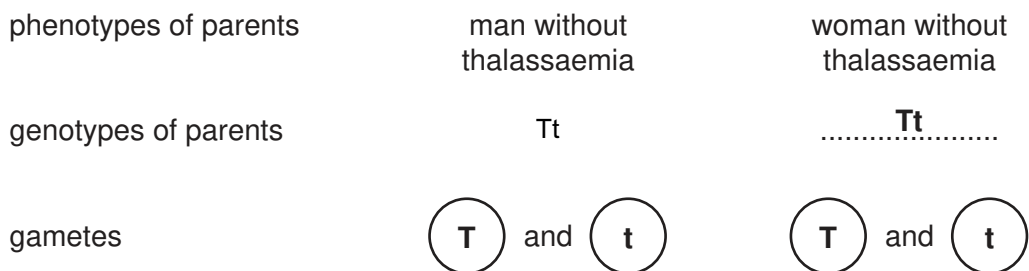 phenotypes of parents man without woman without
thalassaemia thalassaemia
genotypes of parents Tt Tt
gametes T and t T and t